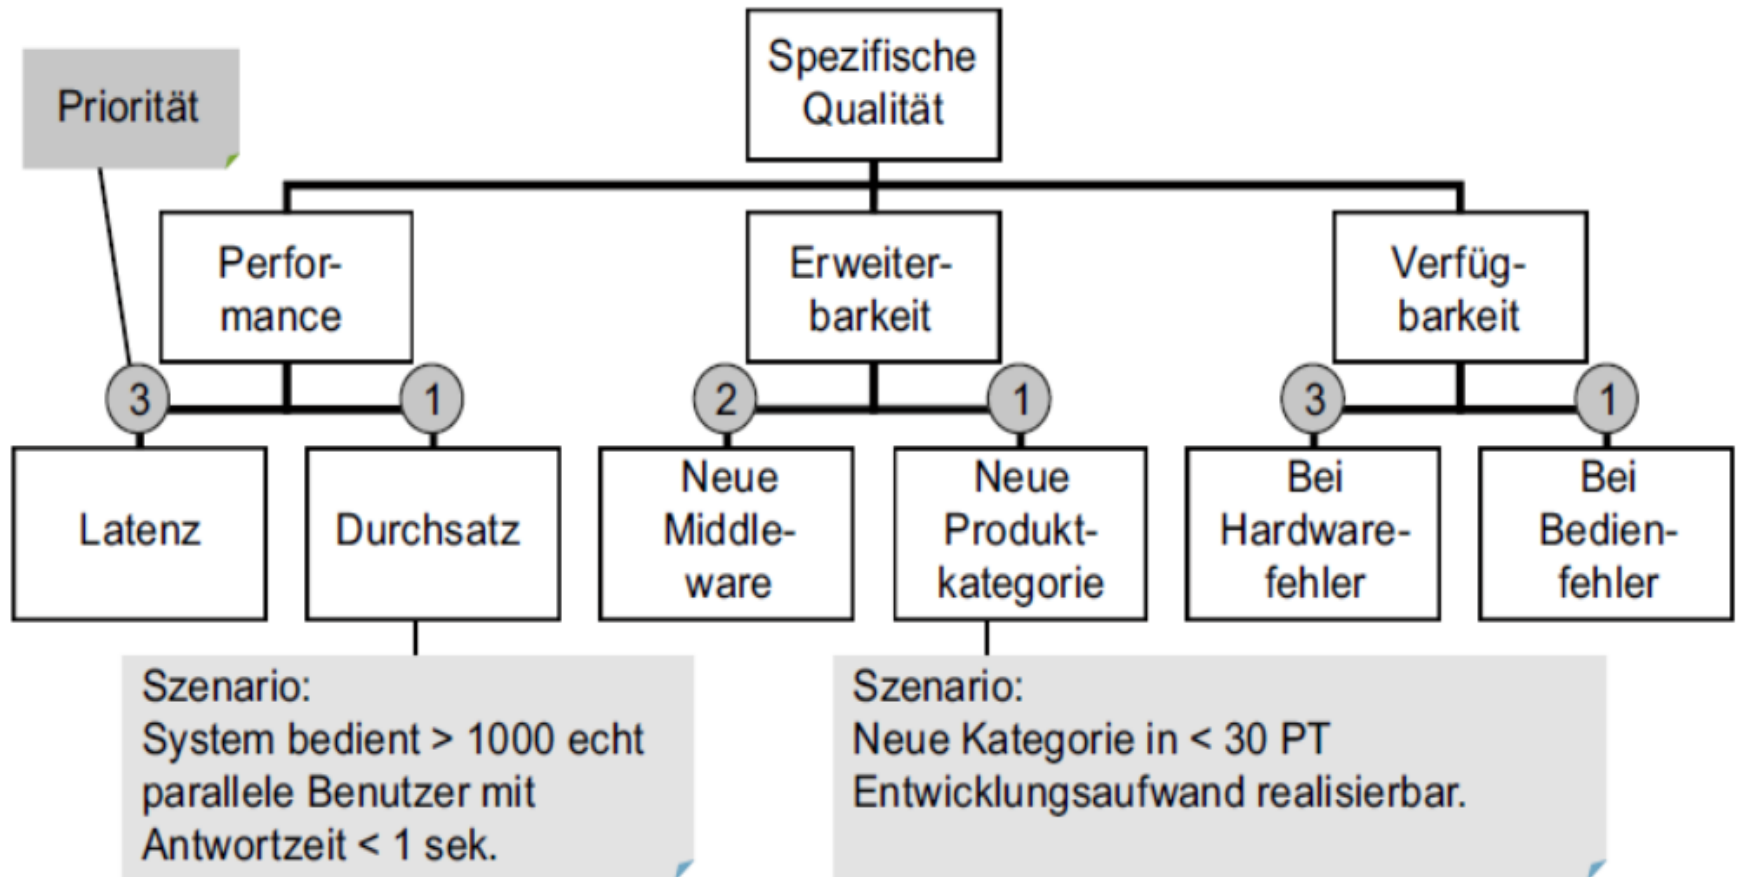 Spezifische
Qualität
Priorität
Perfor-
mance
Erweiter-
barkeit
Verfüg-
barkeit
3
1
2
1
3
1
Latenz
Durchsatz
Neue
Middle-
ware
Neue
Produkt-
kategorie
Bei
Hardware-
fehler
Bei
Bedien-
fehler
Szenario:
System bedient > 1000 echt
parallele Benutzer mit
Antwortzeit < 1 sek.
Szenario:
Neue Kategorie in < 30 PT
Entwicklungsaufwand realisierbar.